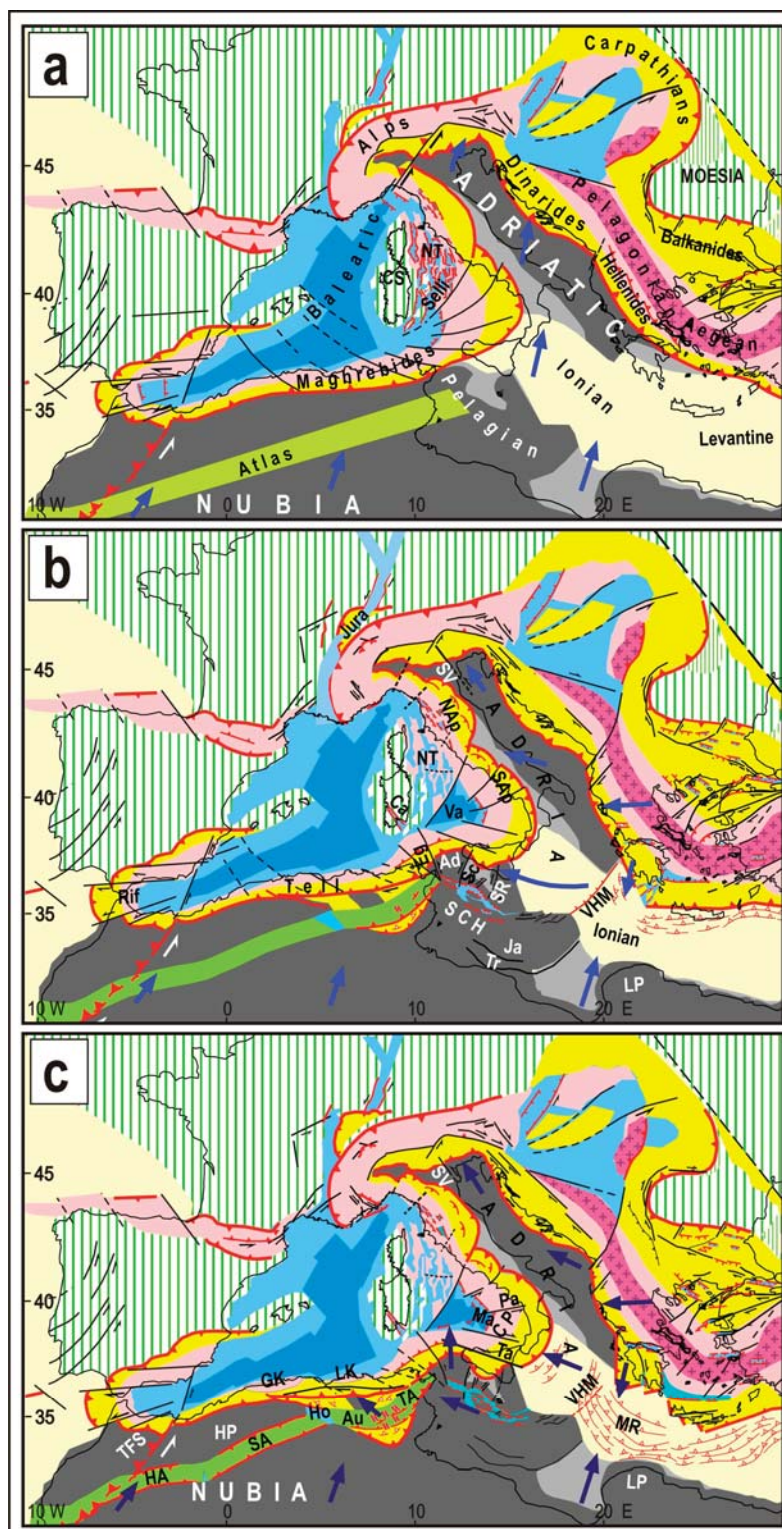 a
Carpathians
Alps
45
MOESIA
Dinarides
ADRIATIC
Pelagonian
Balkanides
Balearic
NT
CS
40
Selli
Hellenides
Aegean
Maghrebides
Ionian
35
Pelagian
Levantine
Atlas
NUBIA
10 W
0
10
20 E
b
Jura
45
SV
ADRIA
NAp
NT
40
SAp
Ca
Va
Eg
Ad
Rif
Tell
SR
VHM
35
SCH
Ionian
Ja
Tr
LP
10 W
0
10
20 E
c
45
SV
ADRIA
40
Pa
Ma
CP
Ta
GK
LK
VHM
35
TFS
HP
Ho
Au
TA
MR
SA
HA
NUBIA
LP
10 W
0
10
20 E